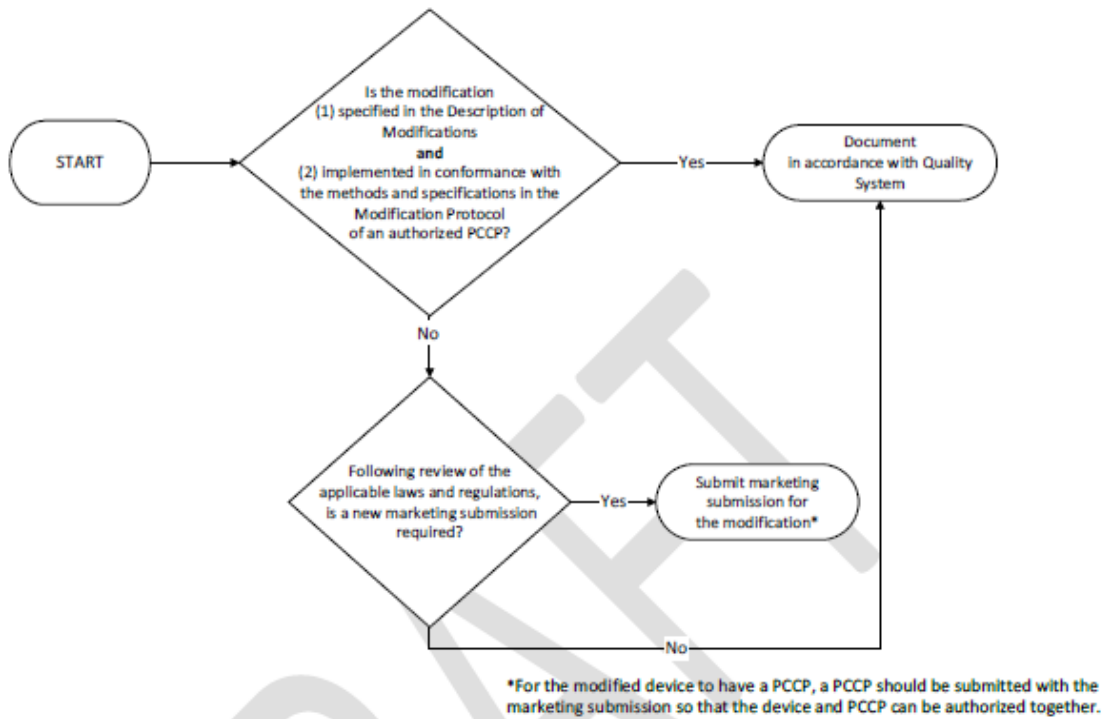 Is the modification
(1) specified in the Description of
Modifications
and
(2) implemented in conformance with
the methods and specifications in the
Modification Protocol
of an authorized PCCP?
START
Yes
Document
in accordance with Quality
System
No
Following review of the
applicable laws and regulations,
is a new marketing submission
required?
Yes
Submit marketing
submission for
the modification*
No
*For the modified device to have a PCCP, a PCCP should be submitted with the
marketing submission so that the device and PCCP can be authorized together.
DRAFT